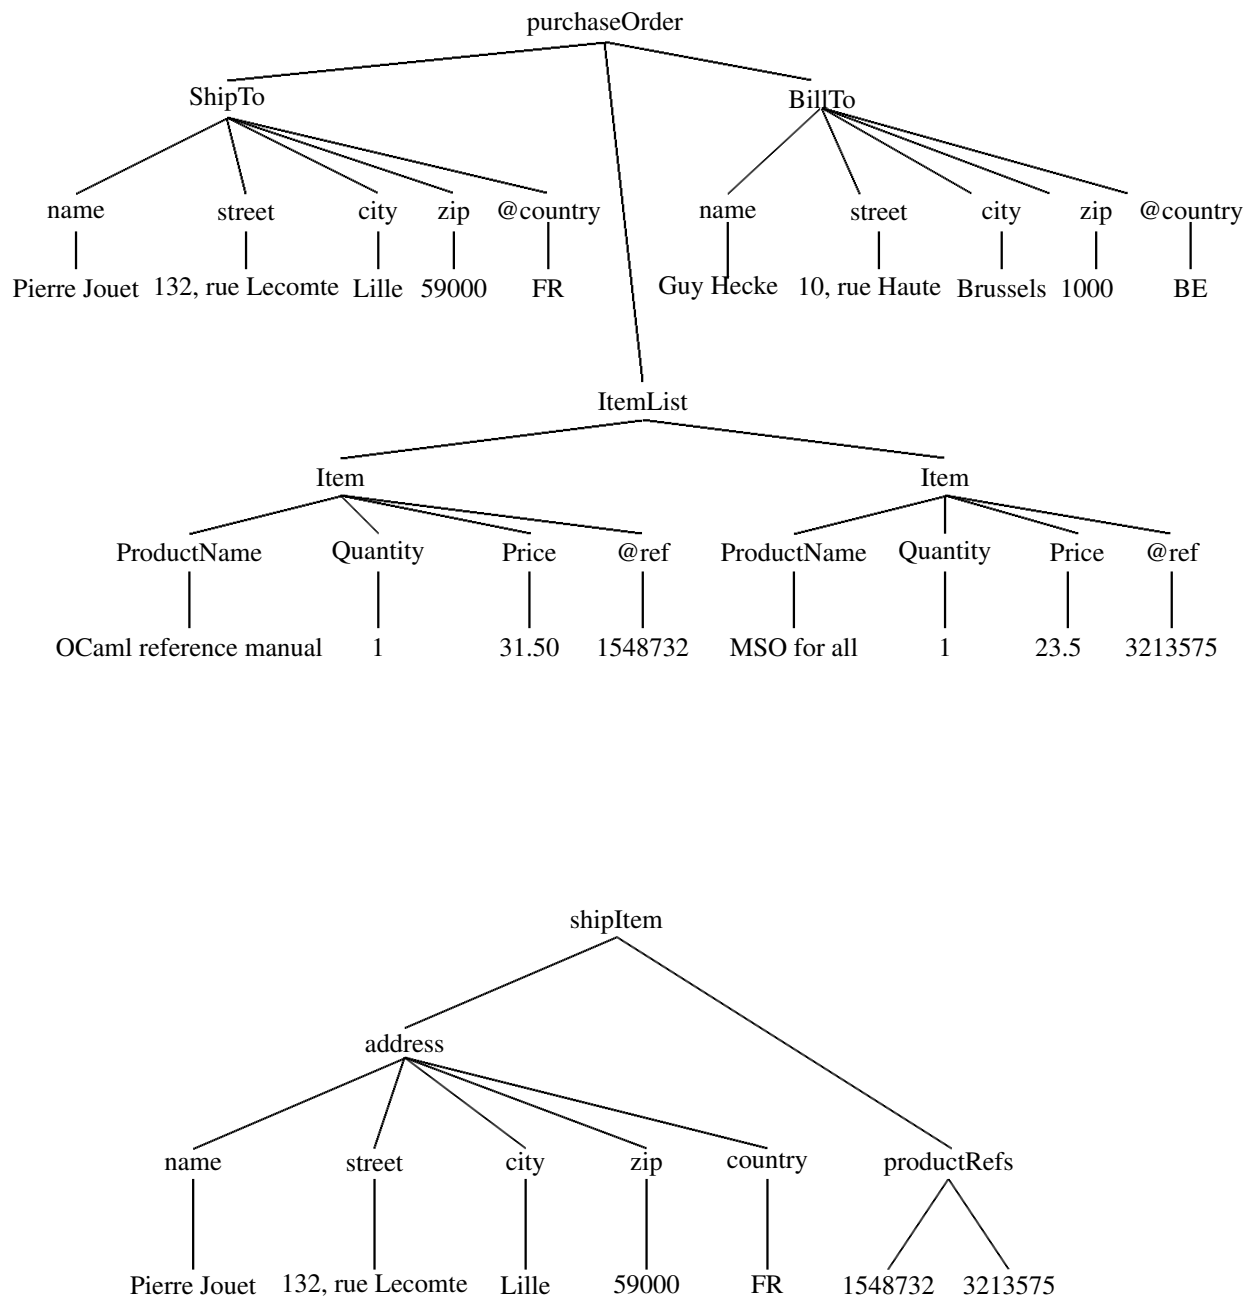 purchaseOrder
ShipTo BillTo
name street city zip @country name street city zip @country
Pierre Jouet 132, rue Lecomte Lille 59000 FR Guy Hecke 10, rue Haute Brussels 1000 BE
ItemList
Item Item
ProductName Quantity Price @ref ProductName Quantity Price @ref
OCaml reference manual 1 31.50 1548732 MSO for all 1 23.5 3213575
shipItem
address
name street city zip country productRefs
Pierre Jouet 132, rue Lecomte Lille 59000 FR 1548732 3213575